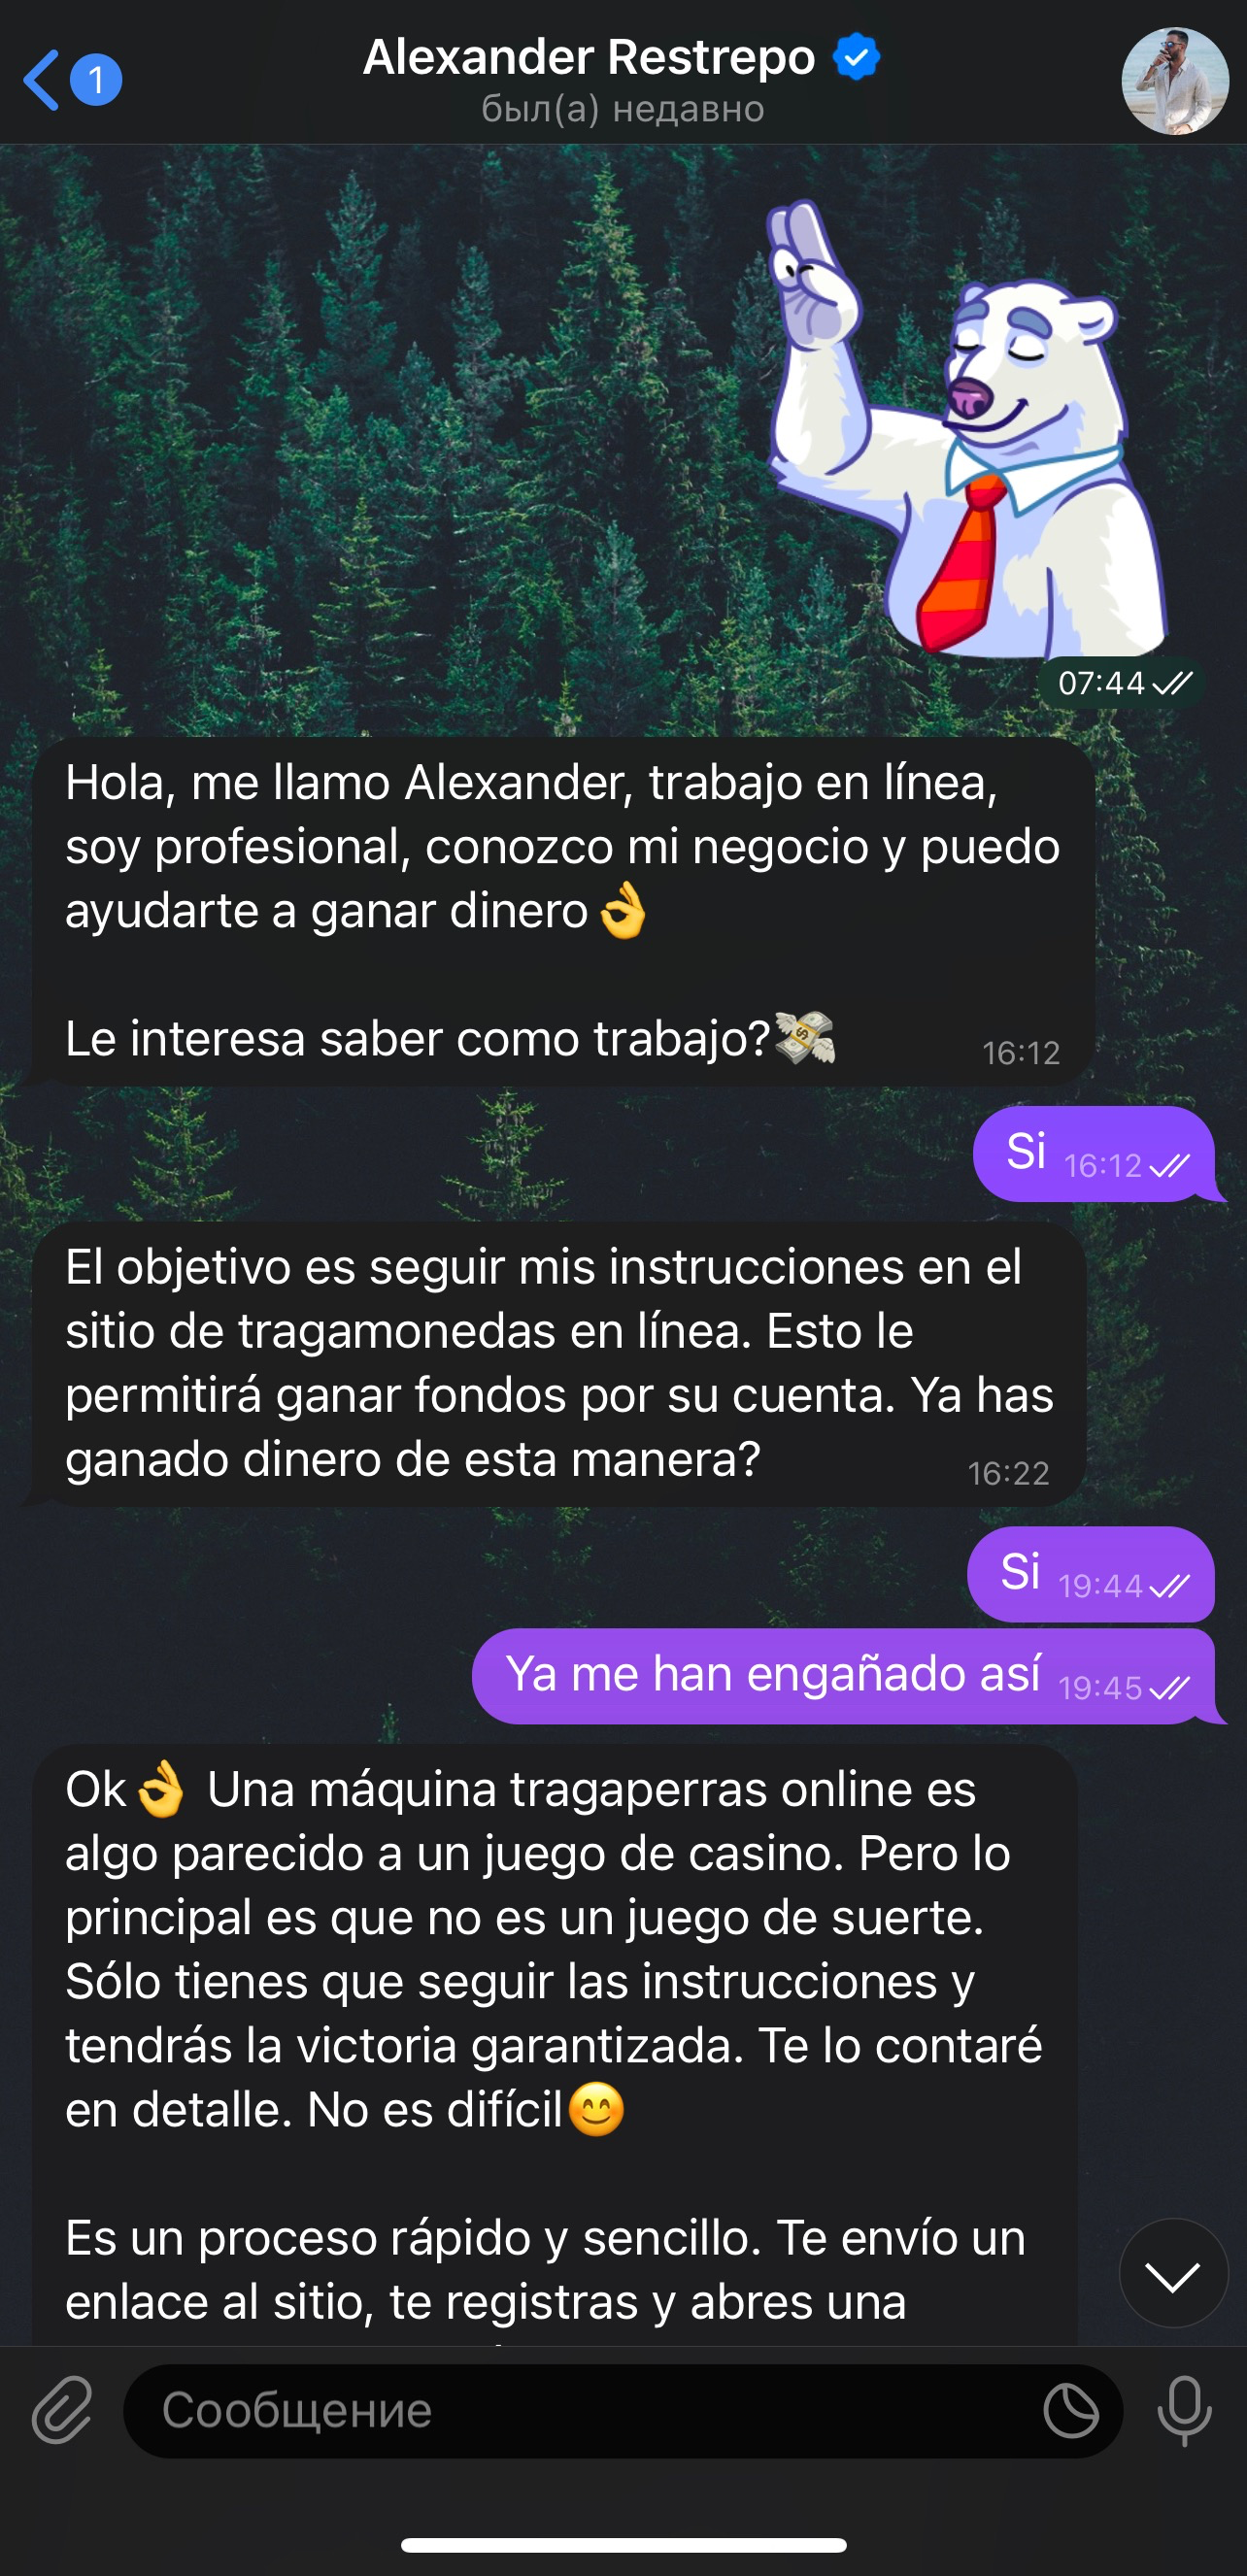 1
Alexander Restrepo
был(а) недавно
07:44
Hola, me llamo Alexander, trabajo en línea,
soy profesional, conozco mi negocio y puedo
ayudarte a ganar dinero👌
Le interesa saber como trabajo?💸 16:12
Si 16:12
El objetivo es seguir mis instrucciones en el
sitio de tragamonedas en línea. Esto le
permitirá ganar fondos por su cuenta. Ya has
ganado dinero de esta manera? 16:22
Si 19:44
Ya me han engañado así 19:45
Ok👌 Una máquina tragaperras online es
algo parecido a un juego de casino. Pero lo
principal es que no es un juego de suerte.
Sólo tienes que seguir las instrucciones y
tendrás la victoria garantizada. Te lo contaré
en detalle. No es difícil😊
Es un proceso rápido y sencillo. Te envío un
enlace al sitio, te registras y abres una
Сообщение